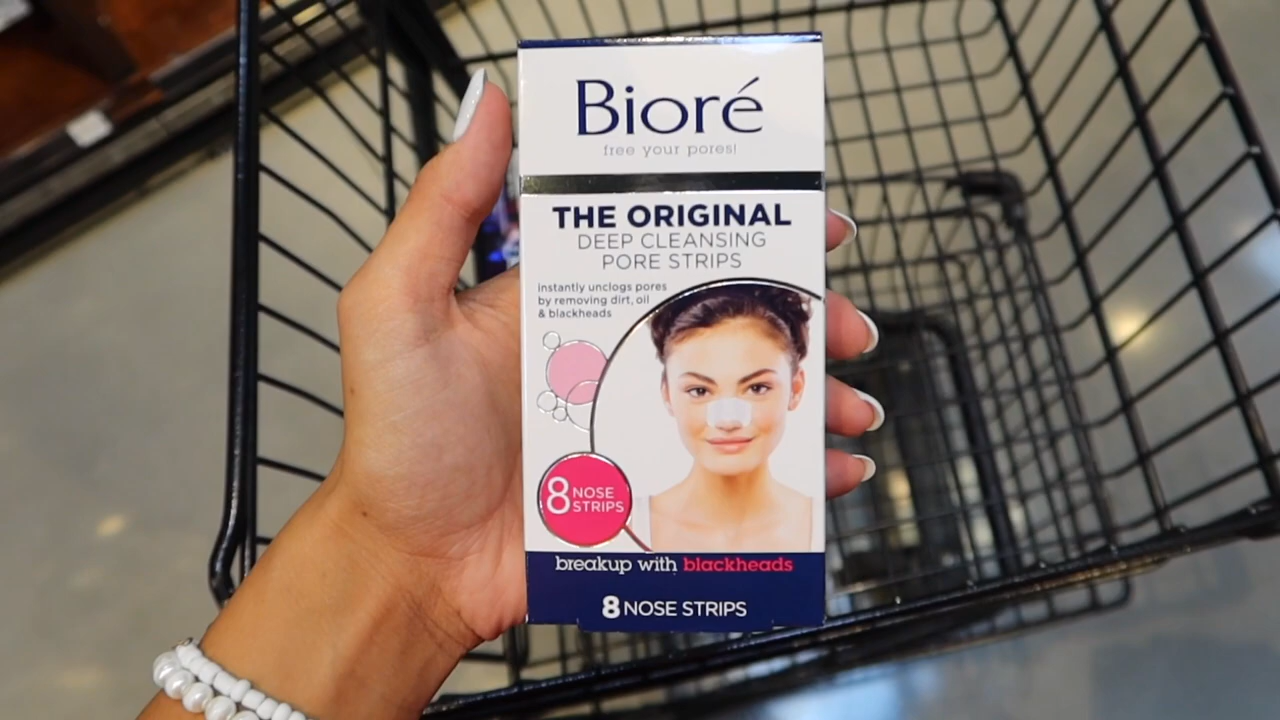 Bioré
free your pores!
THE ORIGINAL
DEEP CLEANSING
PORE STRIPS
instantly unclogs pores
by removing dirt, oil
& blackheads
8 NOSE
STRIPS
breakup with blackheads
8 NOSE STRIPS